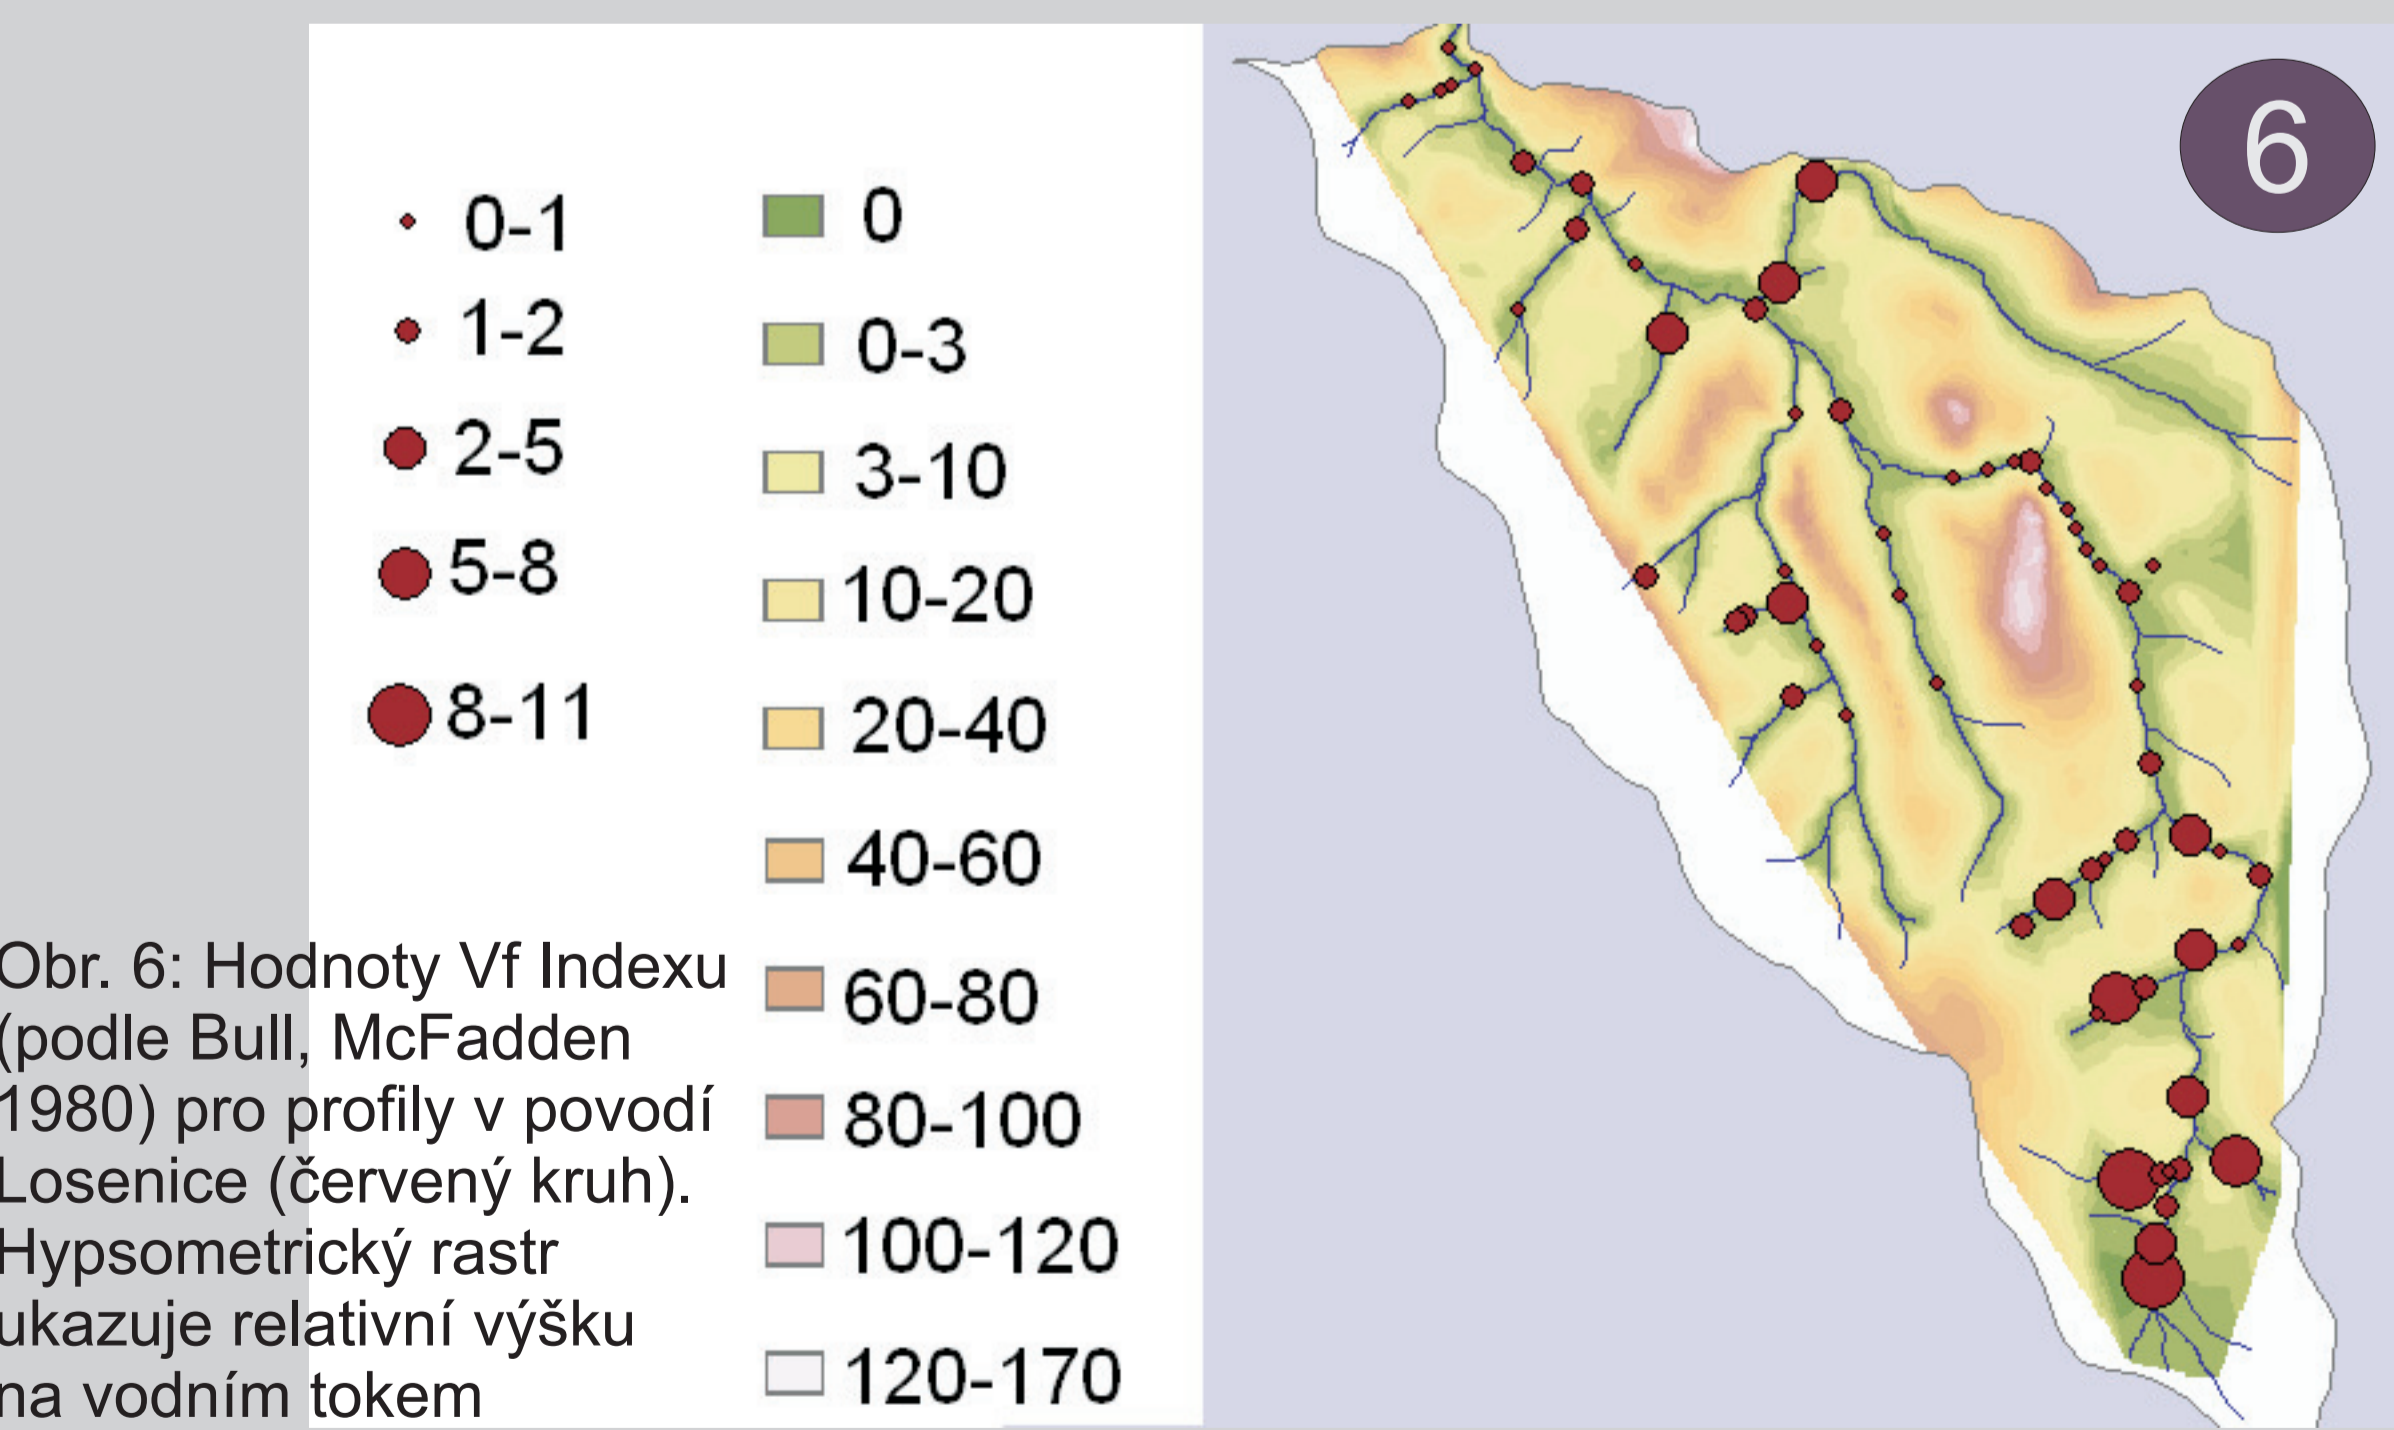 6
0-1
1-2
2-5
5-8
8-11
0
0-3
3-10
10-20
20-40
40-60
60-80
80-100
100-120
120-170
Obr. 6: Hodnoty Vf Indexu
(podle Bull, McFadden
1980) pro profily v povodí
Losenice (červený kruh).
Hypsometrický rastr
ukazuje relativní výšku
na vodním tokem